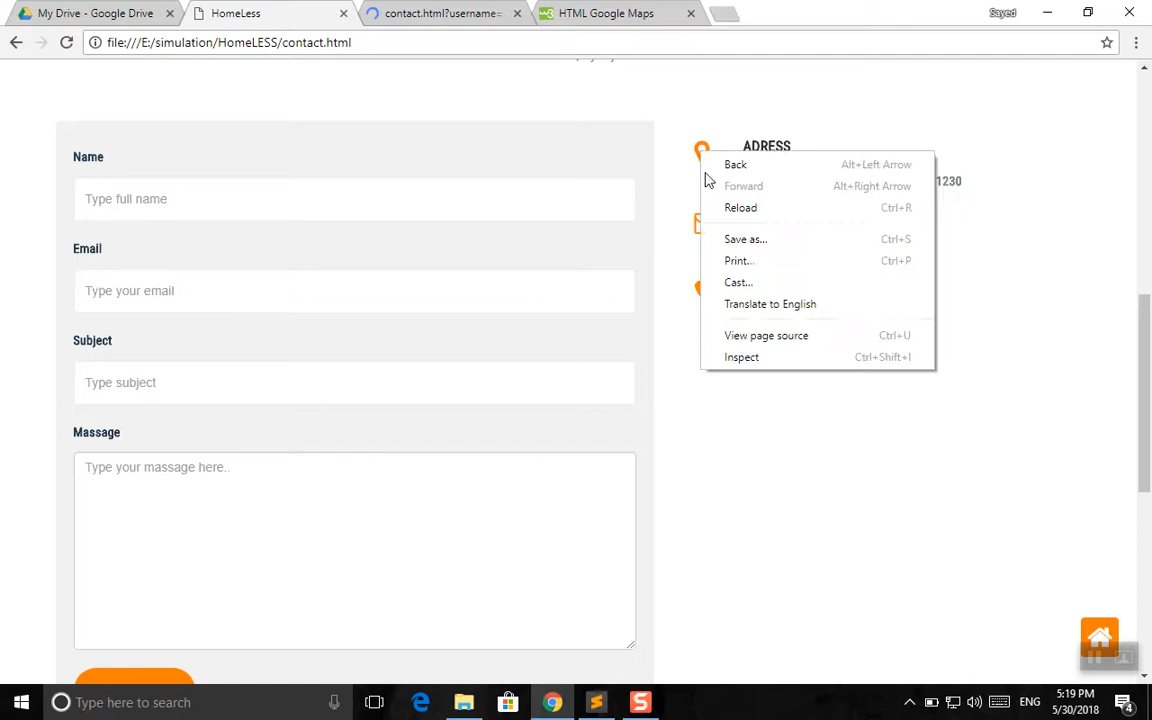 My Drive - Google Drive
HomeLess
contact.html?username=
HTML Google Maps
Sayed
file:///E:/simulation/HomeLESS/contact.html
Name
Type full name
Email
Type your email
Subject
Type subject
Massage
Type your massage here..
ADRESS
1230
Back Alt+Left Arrow
Forward Alt+Right Arrow
Reload Ctrl+R
Save as... Ctrl+S
Print... Ctrl+P
Cast...
Translate to English
View page source Ctrl+U
Inspect Ctrl+Shift+I
Type here to search
ENG
5:19 PM
5/30/2018
4